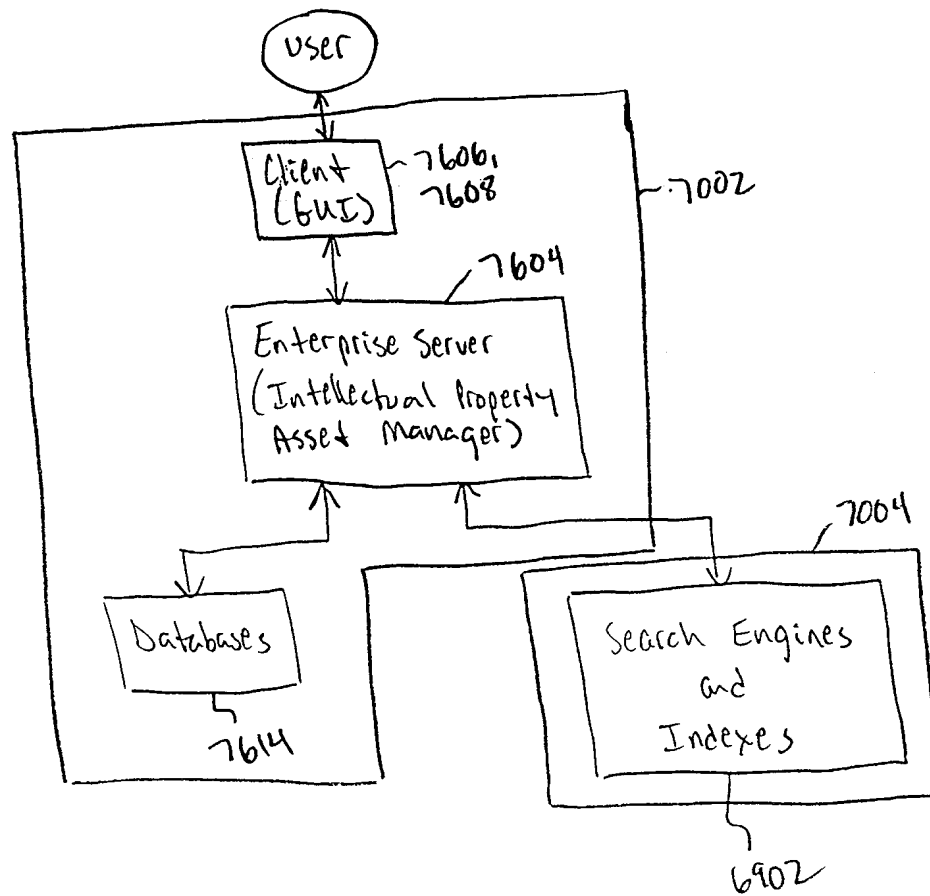 user
Client
(GUI)
7606,
7608
7002
7604
Enterprise Server
(Intellectual Property
Asset Manager)
7004
Databases
7614
Search Engines
and
Indexes
6902